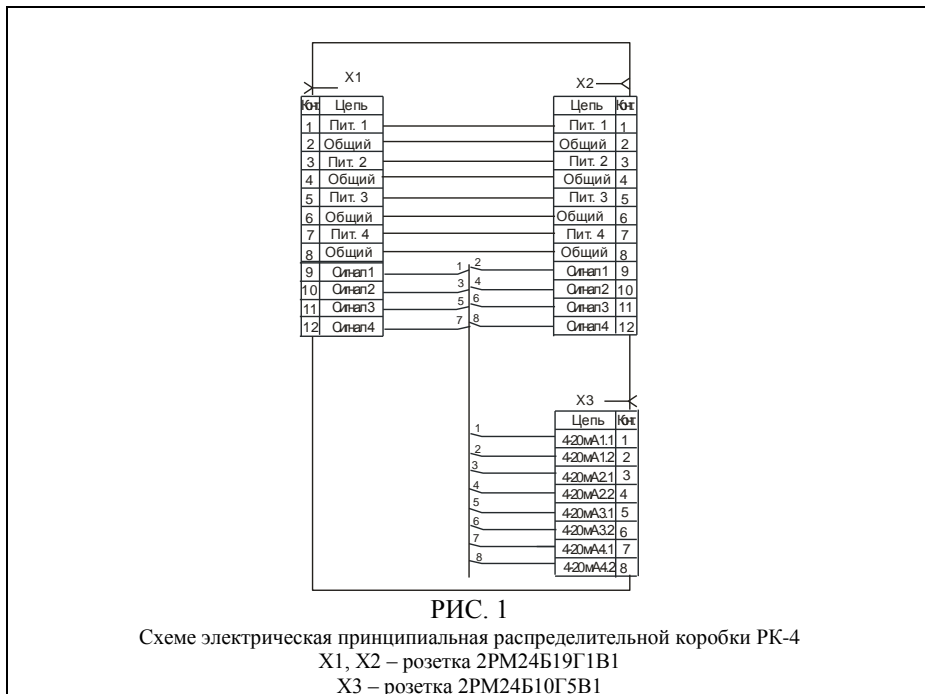 X1 X2
Конт Цепь Цепь Конт
1 Пит. 1 Пит. 1 1
2 Общий Общий 2
3 Пит. 2 Пит. 2 3
4 Общий Общий 4
5 Пит. 3 Пит. 3 5
6 Общий Общий 6
7 Пит. 4 Пит. 4 7
8 Общий Общий 8
9 Сигнал1 1 2 Сигнал1 9
10 Сигнал2 3 4 Сигнал2 10
11 Сигнал3 5 6 Сигнал3 11
12 Сигнал4 7 8 Сигнал4 12
X3
Цепь Конт
1 4-20мА1.1 1
2 4-20мА1.2 2
3 4-20мА2.1 3
4 4-20мА2.2 4
5 4-20мА3.1 5
6 4-20мА3.2 6
7 4-20мА4.1 7
8 4-20мА4.2 8
РИС. 1
Схеме электрическая принципиальная распределительной коробки РК-4
X1, X2 – розетка 2РМ24Б19Г1В1
X3 – розетка 2РМ24Б10Г5В1